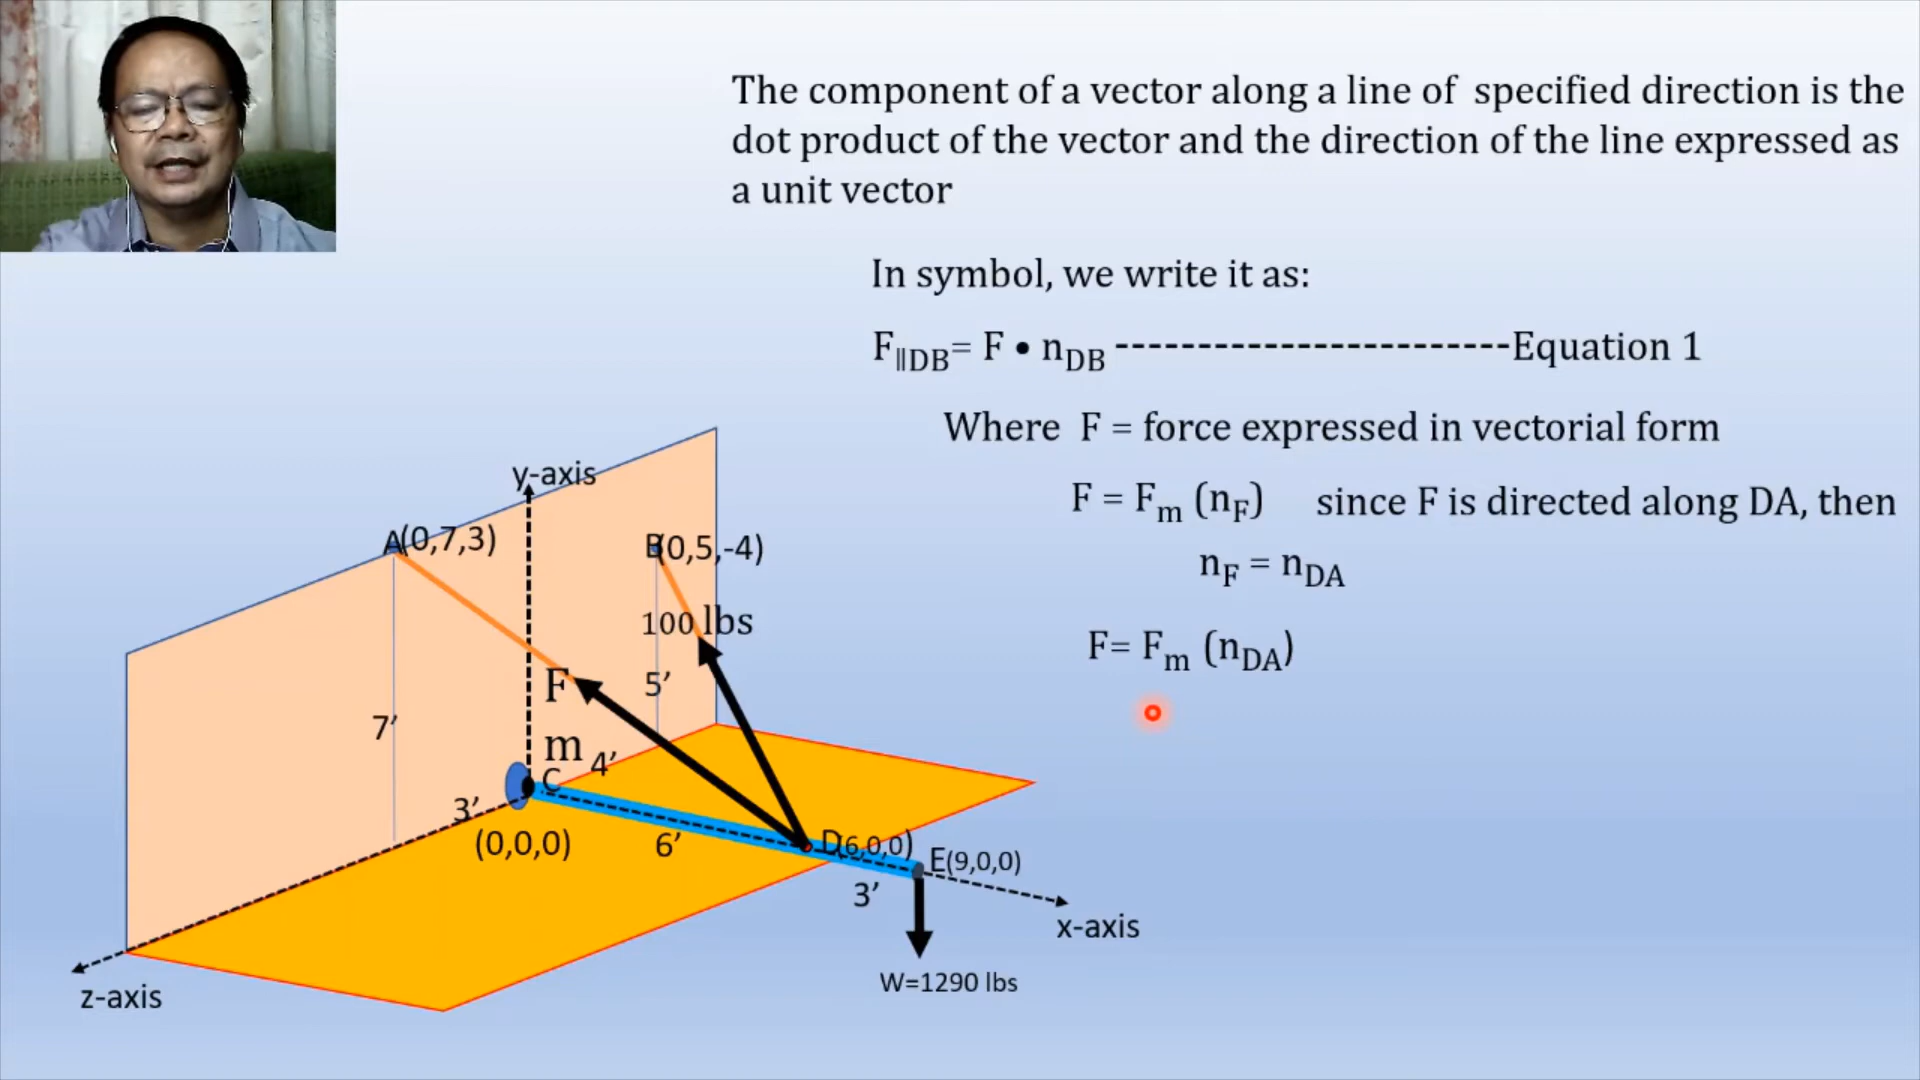 The component of a vector along a line of specified direction is the
dot product of the vector and the direction of the line expressed as
a unit vector
In symbol, we write it as:
F∥DB= F • nDB ------------------------Equation 1
Where F = force expressed in vectorial form
F = Fm (nF) since F is directed along DA, then
nF = nDA
F= Fm (nDA)
y-axis
A(0,7,3)
B(0,5,-4)
100 lbs
F
m
5’
7’
4’
C
3’
(0,0,0)
6’
D(6,0,0)
E(9,0,0)
3’
x-axis
W=1290 lbs
z-axis